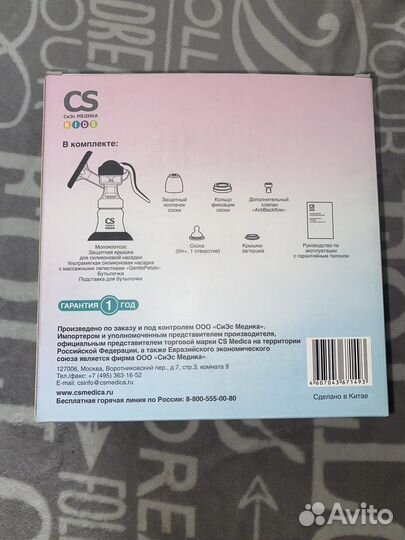 CS
СиЭс МЕДИКА
KIDS
В комплекте:
Молокоотсос
Защитная крышка
для силиконовой насадки
Ультрамягкая силиконовая насадка
с массажными лепестками «GentlePetals»
Бутылочка
Подставка для бутылочки
Защитный
колпачок
соски
Кольцо
фиксации
соски
Дополнительный
клапан
«AntiBackflow»
Соска
(0m+, 1 отверстие)
Крышка-
заглушка
Руководство по
эксплуатации
с гарантийным талоном
ГАРАНТИЯ 1 ГОД
Произведено по заказу и под контролем ООО «СиЭс Медика».
Импортером и уполномоченным представителем производителя,
официальным представителем торговой марки CS Medica на территории
Российской Федерации, а также Евразийского экономического
союза является фирма ООО «СиЭс Медика»
127006, Москва, Воротниковский пер., д.7, стр.3, комната 9
Тел./факс: +7 (495) 363-16-52
E-mail: csinfo@csmedica.ru
www.csmedica.ru
Бесплатная горячая линия по России: 8-800-555-00-80
4607043671493
Сделано в Китае
Avito